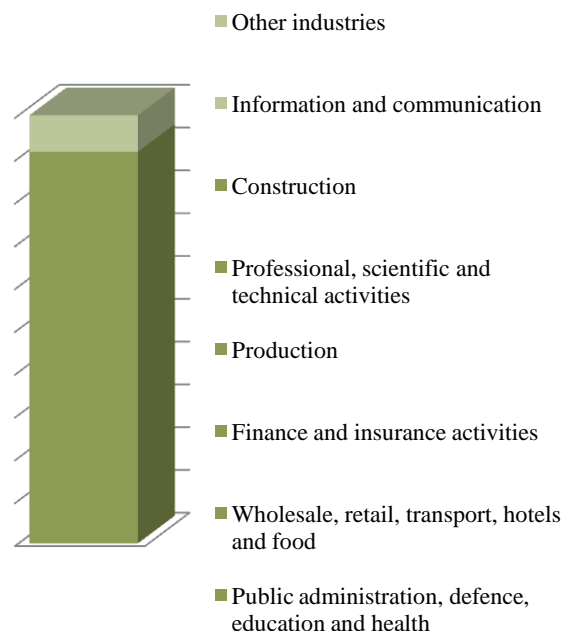 Other industries
Information and communication
Construction
Professional, scientific and
technical activities
Production
Finance and insurance activities
Wholesale, retail, transport, hotels
and food
Public administration, defence,
education and health